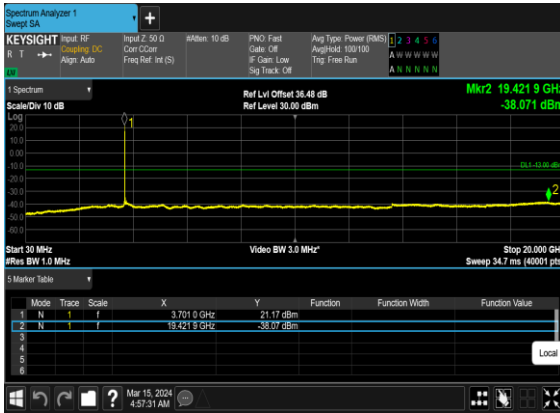 Spectrum Analyzer 1
Swept SA
+
KEYSIGHT
R T
Input: RF
Coupling: DC
Align: Auto
Input Z: 50 Ω
Corr CCorr
Freq Ref: Int (S)
#Atten: 10 dB
PNO: Fast
Gate: Off
IF Gain: Low
Sig Track: Off
Avg Type: Power (RMS)
Avg|Hold: 100/100
Trig: Free Run
1 2 3 4 5 6
A W W W W W
A N N N N N
1 Spectrum
Scale/Div 10 dB
Ref Lvl Offset 36.48 dB
Ref Level 30.00 dBm
Mkr2 19.421 9 GHz
-38.071 dBm
Log
20.0
10.0
0.00
-10.0
-20.0
-30.0
-40.0
-50.0
-60.0
1
DL1 -13.00 dBm
2
Start 30 MHz
#Res BW 1.0 MHz
Video BW 3.0 MHz*
Stop 20.000 GHz
Sweep 34.7 ms (40001 pts)
5 Marker Table
Mode Trace Scale X Y Function Function Width Function Value
1 N 1 f 3.701 0 GHz 21.17 dBm
2 N 1 f 19.421 9 GHz -38.07 dBm
3
4
5
6
Local
?
Mar 15, 2024
4:57:31 AM